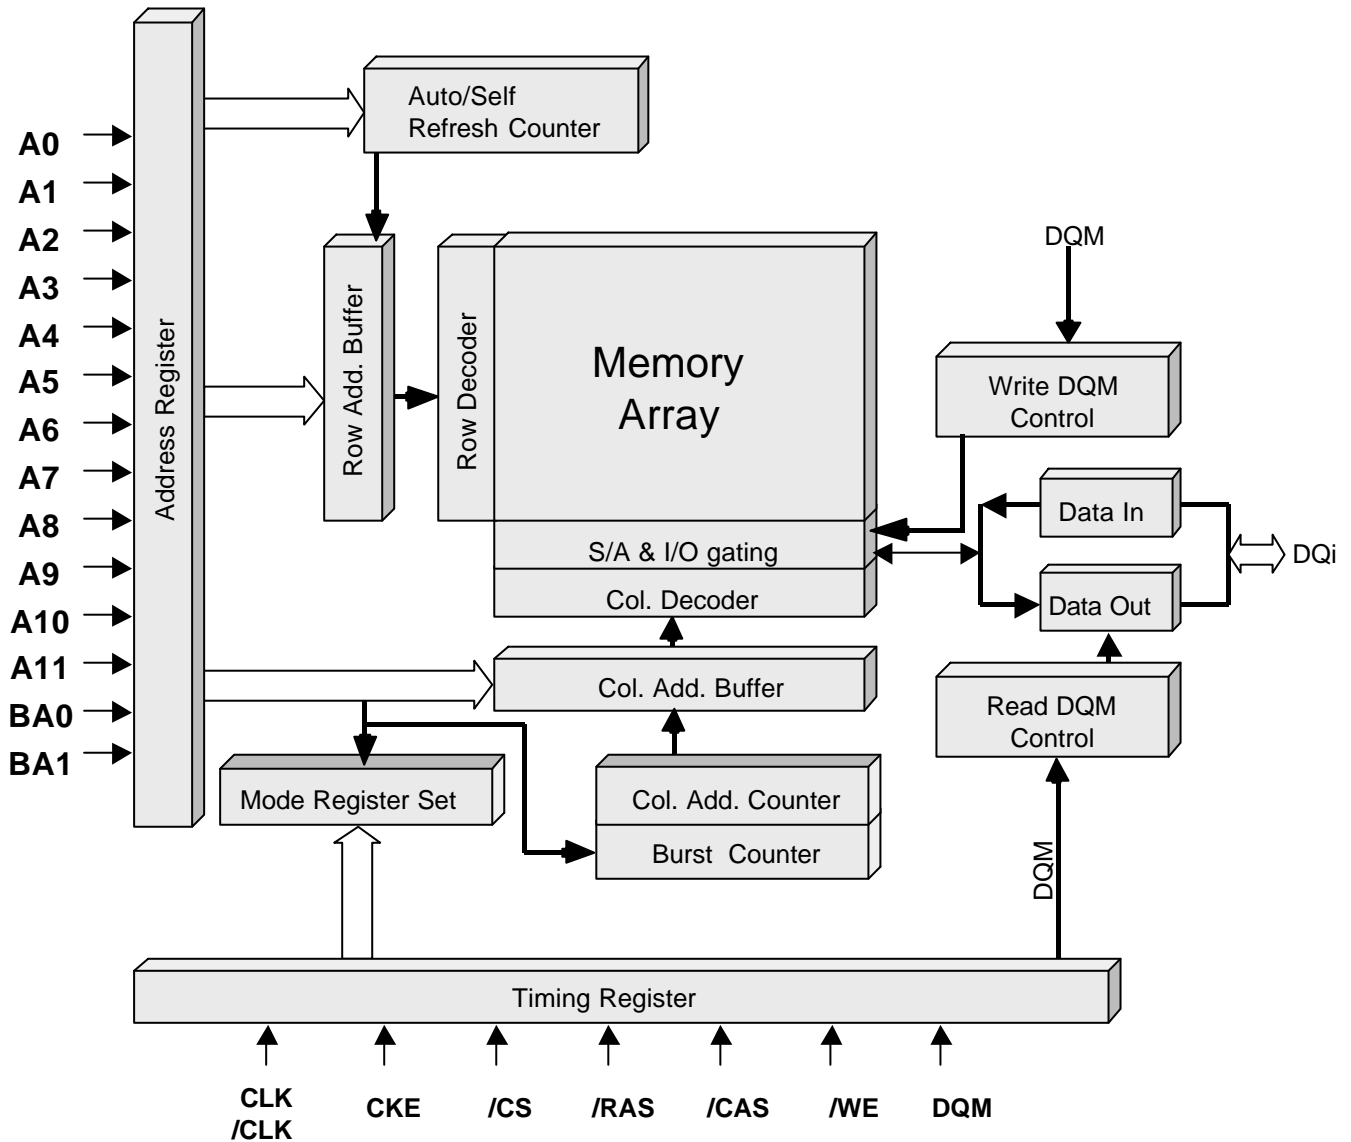 Auto/Self
Refresh Counter
A0
A1
A2
A3
A4
A5
A6
A7
A8
A9
A10
A11
BA0
BA1
Address Register
Row Add. Buffer
Row Decoder
Memory
Array
S/A & I/O gating
Col. Decoder
Col. Add. Buffer
Mode Register Set
Col. Add. Counter
Burst Counter
DQM
Write DQM
Control
Data In
DQi
Data Out
Read DQM
Control
DQM
Timing Register
CLK
/CLK
CKE
/CS
/RAS
/CAS
/WE
DQM